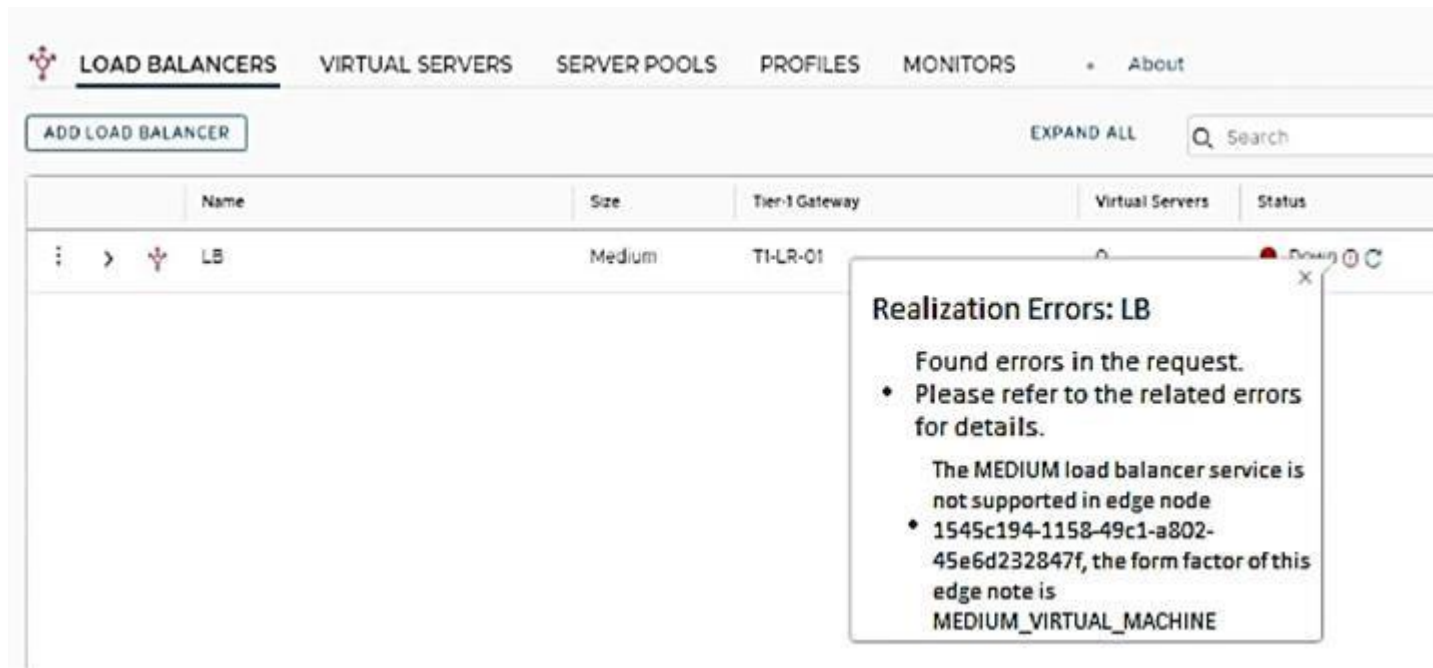 LOAD BALANCERS VIRTUAL SERVERS SERVER POOLS PROFILES MONITORS • About
ADD LOAD BALANCER EXPAND ALL Search
Name Size Tier-1 Gateway Virtual Servers Status
LB Medium T1-LR-01 0 Down
Realization Errors: LB
Found errors in the request.
• Please refer to the related errors
for details.
The MEDIUM load balancer service is
not supported in edge node
• 1545c194-1158-49c1-a802-
45e6d232847f, the form factor of this
edge note is
MEDIUM_VIRTUAL_MACHINE